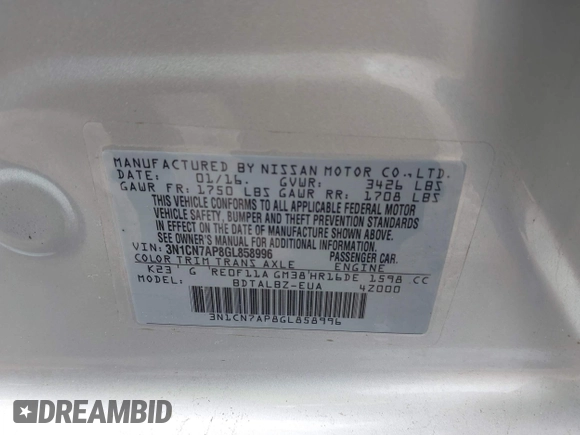 MANUFACTURED BY NISSAN MOTOR CO.,LTD.
DATE: 01/16. GVWR: 3426 LBS
GAWR FR: 1750 LBS GAWR RR: 1708 LBS
THIS VEHICLE CONFORMS TO ALL APPLICABLE FEDERAL MOTOR
VEHICLE SAFETY, BUMPER AND THEFT PREVENTION STANDARDS
IN EFFECT ON THE DATE OF MANUFACTURE SHOWN ABOVE.
SEE OWNER'S MANUAL FOR ADDITIONAL INFORMATION.
VIN: 3N1CN7AP8GL858996 PASSENGER CAR.
COLOR TRIM TRANS AXLE ENGINE
K23 G RE0F11A GM38 HR16DE 1598 CC
MODEL: BDTALBZ-EUA 42000
3N1CN7AP8GL858996
DREAMBID